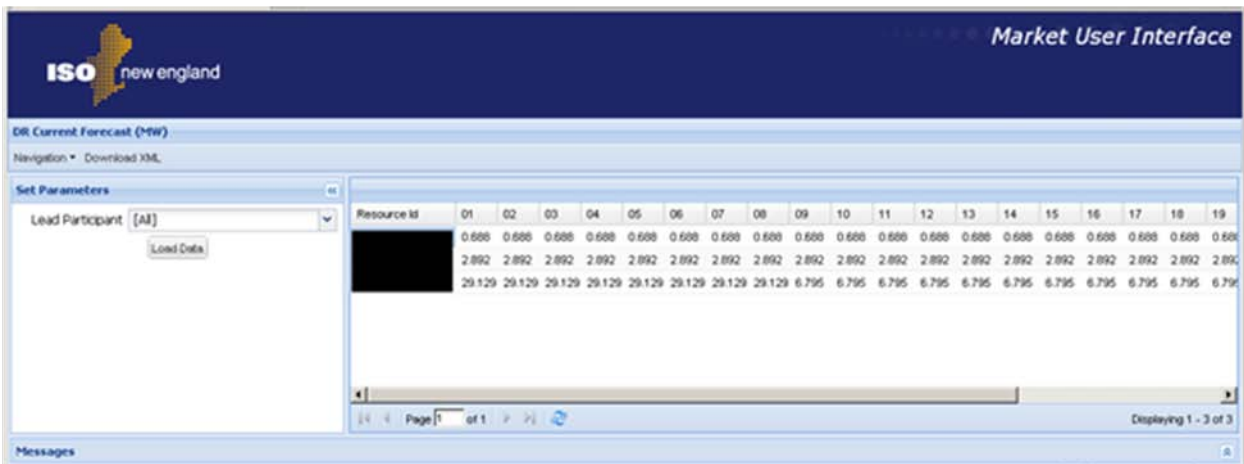 Market User Interface
ISO new england
DR Current Forecast (MW)
Navigation Download XML
Set Parameters
Lead Participant [All]
Load Data
Resource Id 01 02 03 04 05 06 07 08 09 10 11 12 13 14 15 16 17 18 19
0.688 0.688 0.688 0.688 0.688 0.688 0.688 0.688 0.688 0.688 0.688 0.688 0.688 0.688 0.688 0.688 0.688 0.688
2.892 2.892 2.892 2.892 2.892 2.892 2.892 2.892 2.892 2.892 2.892 2.892 2.892 2.892 2.892 2.892 2.892 2.892
29.129 29.129 29.129 29.129 29.129 29.129 29.129 29.129 6.795 6.795 6.795 6.795 6.795 6.795 6.795 6.795 6.795 6.795
Page 1 of 1
Displaying 1 - 3 of 3
Messages